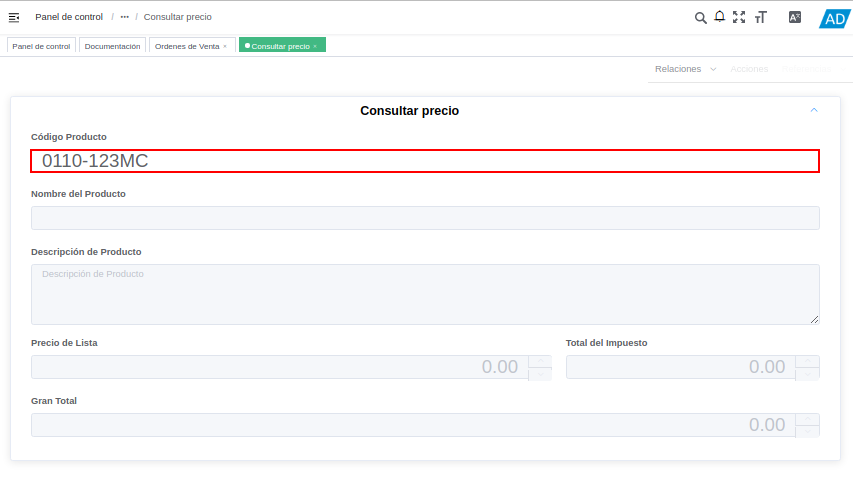 Panel de control / ··· / Consultar precio
AD
Panel de control Documentación Ordenes de Venta × Consultar precio ×
Relaciones Acciones
Consultar precio
Código Producto
0110-123MC
Nombre del Producto
Descripción de Producto
Descripción de Producto
Precio de Lista Total del Impuesto
0.00 0.00
Gran Total
0.00